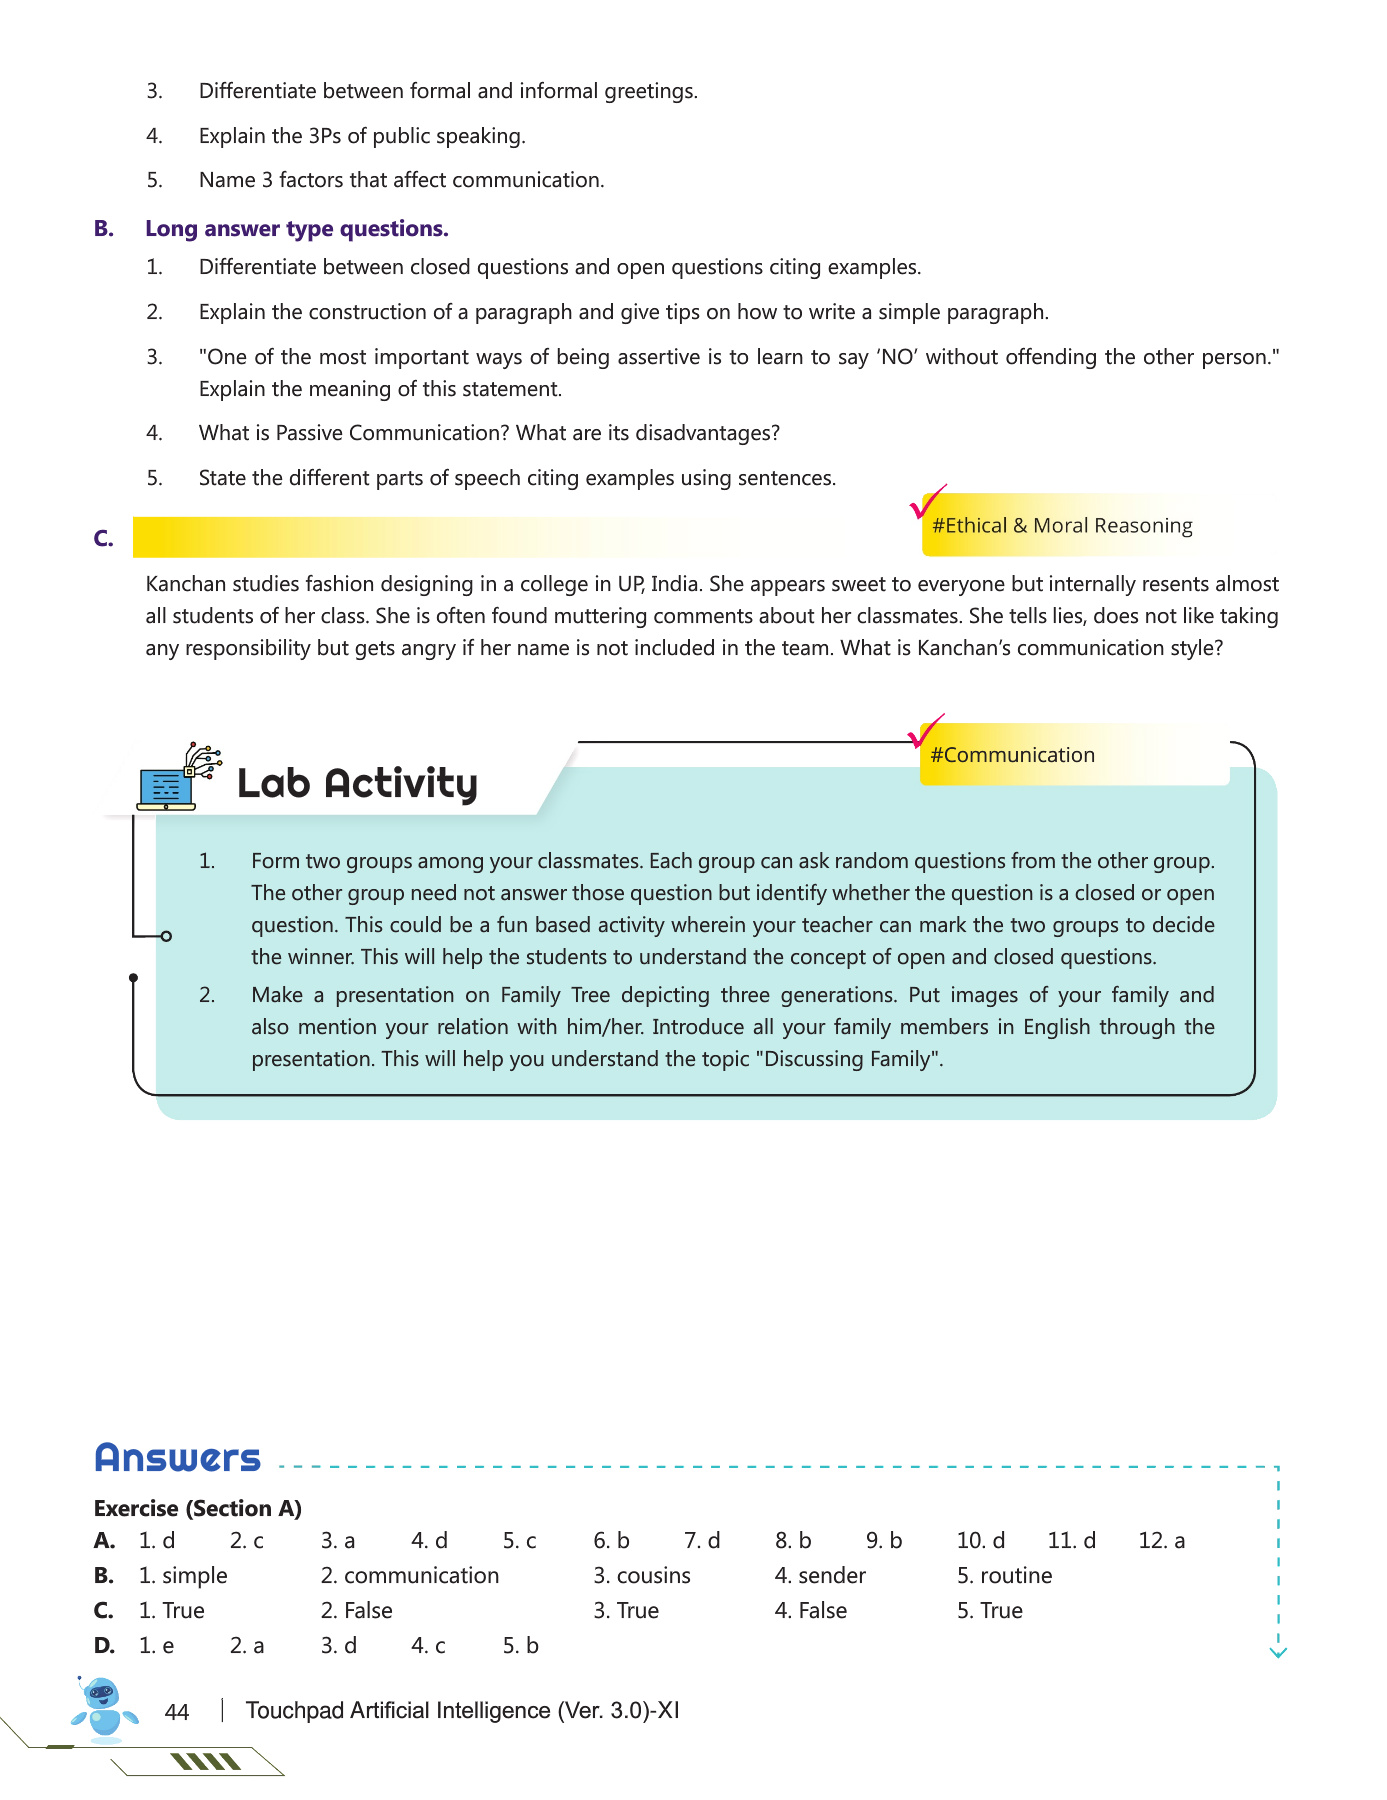 3. Differentiate between formal and informal greetings.
4. Explain the 3Ps of public speaking.
5. Name 3 factors that affect communication.
B. Long answer type questions.
1. Differentiate between closed questions and open questions citing examples.
2. Explain the construction of a paragraph and give tips on how to write a simple paragraph.
3. "One of the most important ways of being assertive is to learn to say ‘NO’ without offending the other person."
Explain the meaning of this statement.
4. What is Passive Communication? What are its disadvantages?
5. State the different parts of speech citing examples using sentences.
C.
#Ethical & Moral Reasoning
Kanchan studies fashion designing in a college in UP, India. She appears sweet to everyone but internally resents almost
all students of her class. She is often found muttering comments about her classmates. She tells lies, does not like taking
any responsibility but gets angry if her name is not included in the team. What is Kanchan’s communication style?
#Communication
Lab Activity
1. Form two groups among your classmates. Each group can ask random questions from the other group.
The other group need not answer those question but identify whether the question is a closed or open
question. This could be a fun based activity wherein your teacher can mark the two groups to decide
the winner. This will help the students to understand the concept of open and closed questions.
2. Make a presentation on Family Tree depicting three generations. Put images of your family and
also mention your relation with him/her. Introduce all your family members in English through the
presentation. This will help you understand the topic "Discussing Family".
Answers
Exercise (Section A)
A. 1. d 2. c 3. a 4. d 5. c 6. b 7. d 8. b 9. b 10. d 11. d 12. a
B. 1. simple 2. communication 3. cousins 4. sender 5. routine
C. 1. True 2. False 3. True 4. False 5. True
D. 1. e 2. a 3. d 4. c 5. b
44 | Touchpad Artificial Intelligence (Ver. 3.0)-XI